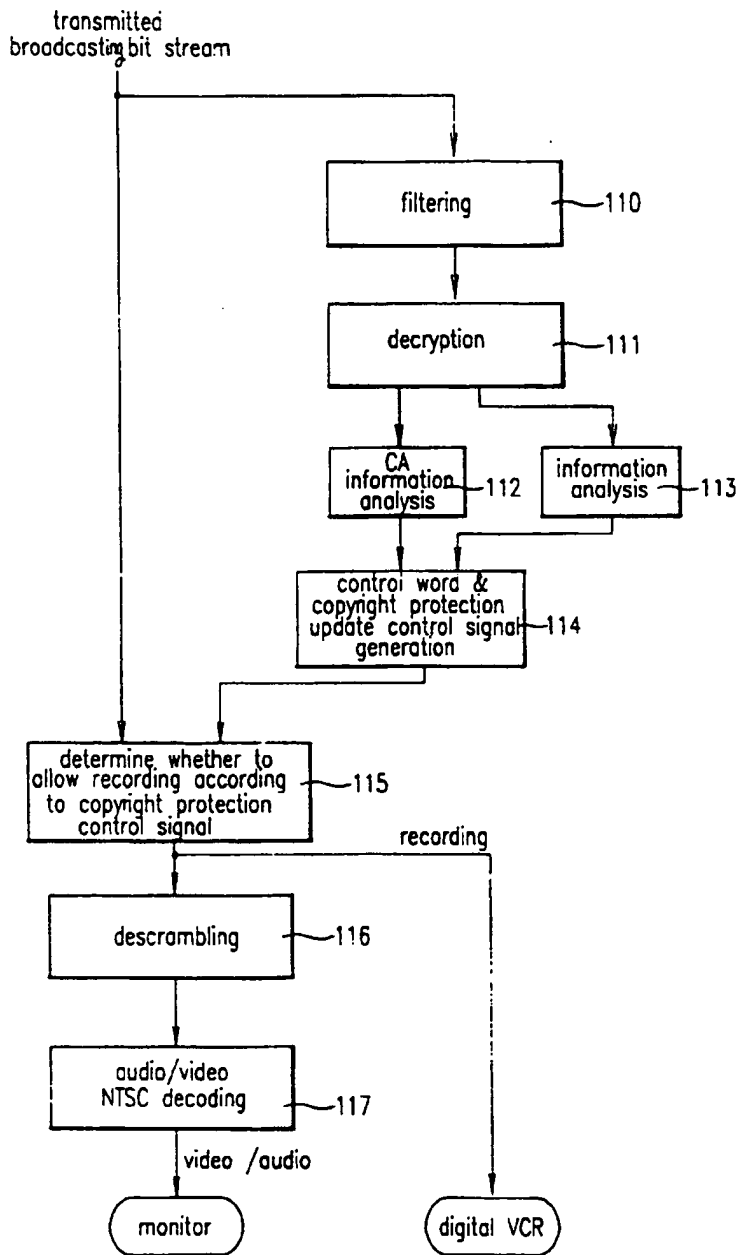 transmitted
broadcasting bit stream
filtering
110
decryption
111
CA
information
analysis
112
information
analysis
113
control word &
copyright protection
update control signal
generation
114
determine whether to
allow recording according
to copyright protection
control signal
115
recording
descrambling
116
audio/video
NTSC decoding
117
video /audio
monitor
digital VCR